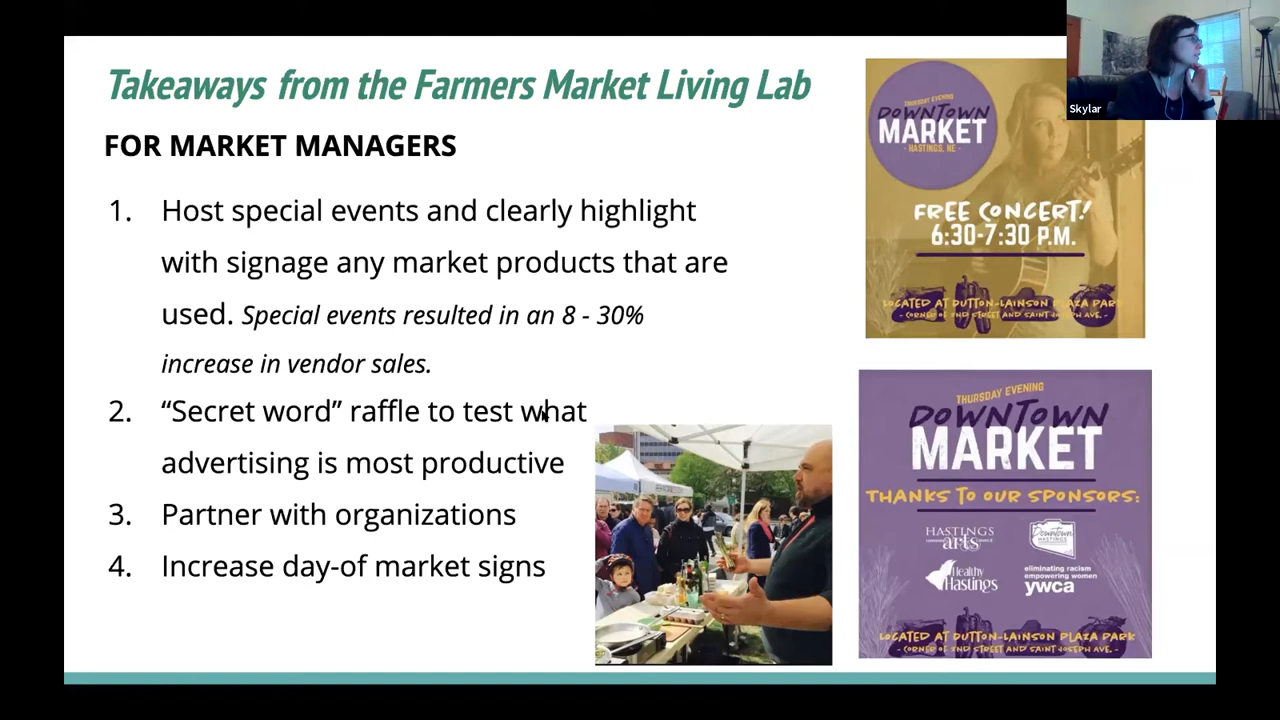 Takeaways from the Farmers Market Living Lab
FOR MARKET MANAGERS
1. Host special events and clearly highlight
with signage any market products that are
used. Special events resulted in an 8 - 30%
increase in vendor sales.
2. “Secret word” raffle to test what
advertising is most productive
3. Partner with organizations
4. Increase day-of market signs
THURSDAY EVENING
DOWNTOWN
MARKET
- HASTINGS, NE -
FREE CONCERT!
6:30-7:30 P.M.
LOCATED AT DUTTON-LAINSON PLAZA PARK
- CORNER OF 2ND STREET AND SAINT JOSEPH AVE. -
Skylar
THURSDAY EVENING
DOWNTOWN
MARKET
THANKS TO OUR SPONSORS:
HASTINGS
arts
Downtown
HASTINGS
Healthy
Hastings
eliminating racism
empowering women
ywca
LOCATED AT DUTTON-LAINSON PLAZA PARK
- CORNER OF 2ND STREET AND SAINT JOSEPH AVE. -